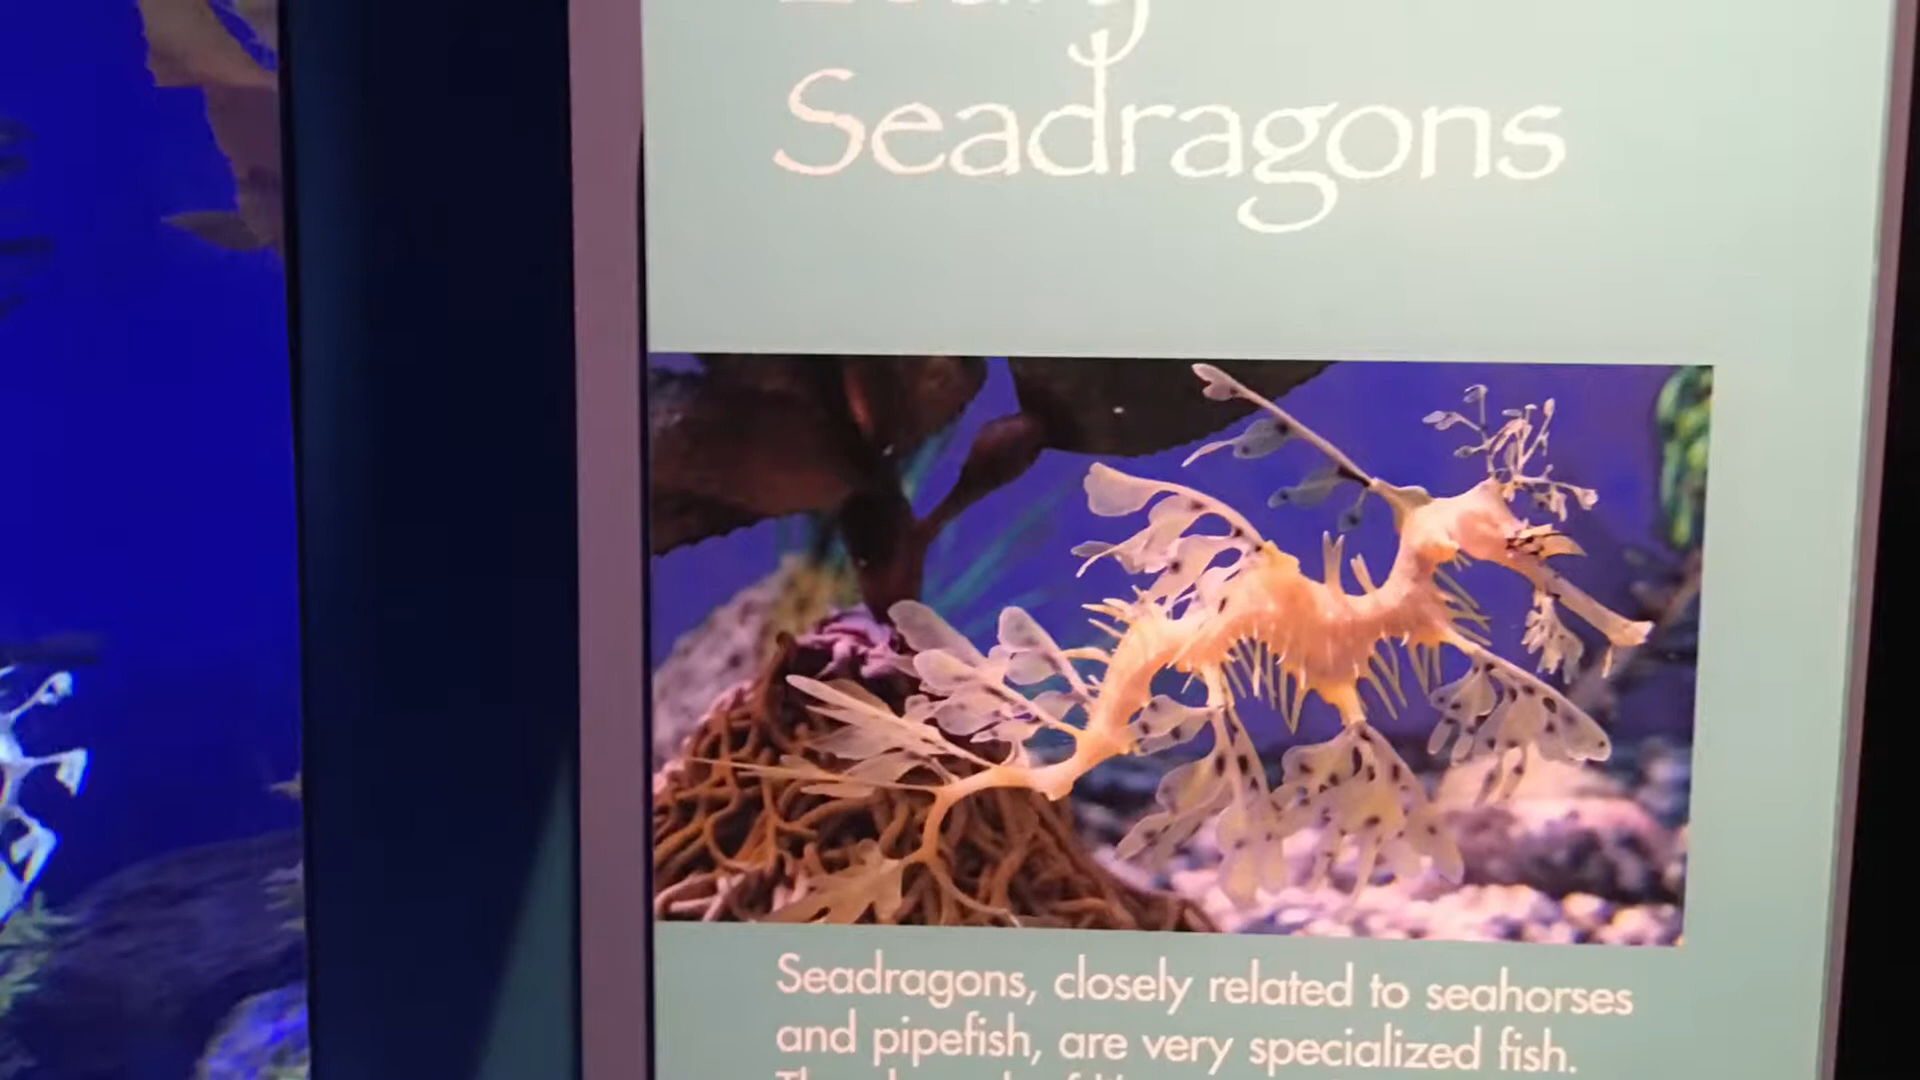 Seadragons
Seadragons, closely related to seahorses
and pipefish, are very specialized fish.